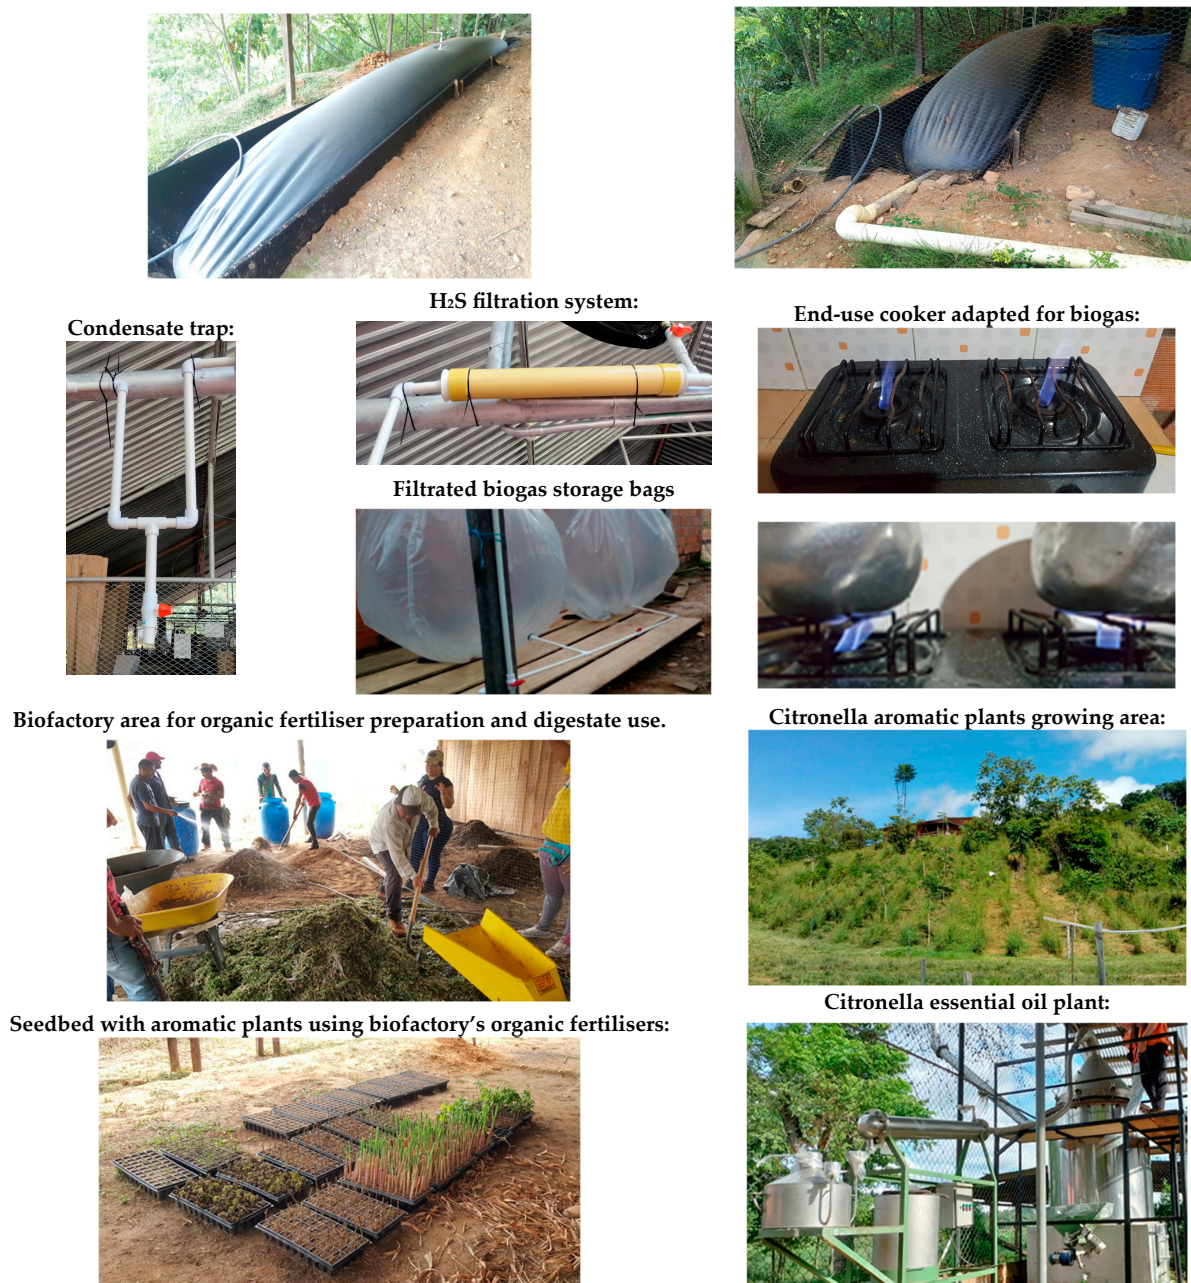 H₂S filtration system:
Condensate trap:
End-use cooker adapted for biogas:
Filtrated biogas storage bags
Biofactory area for organic fertiliser preparation and digestate use.
Citronella aromatic plants growing area:
Citronella essential oil plant:
Seedbed with aromatic plants using biofactory's organic fertilisers: